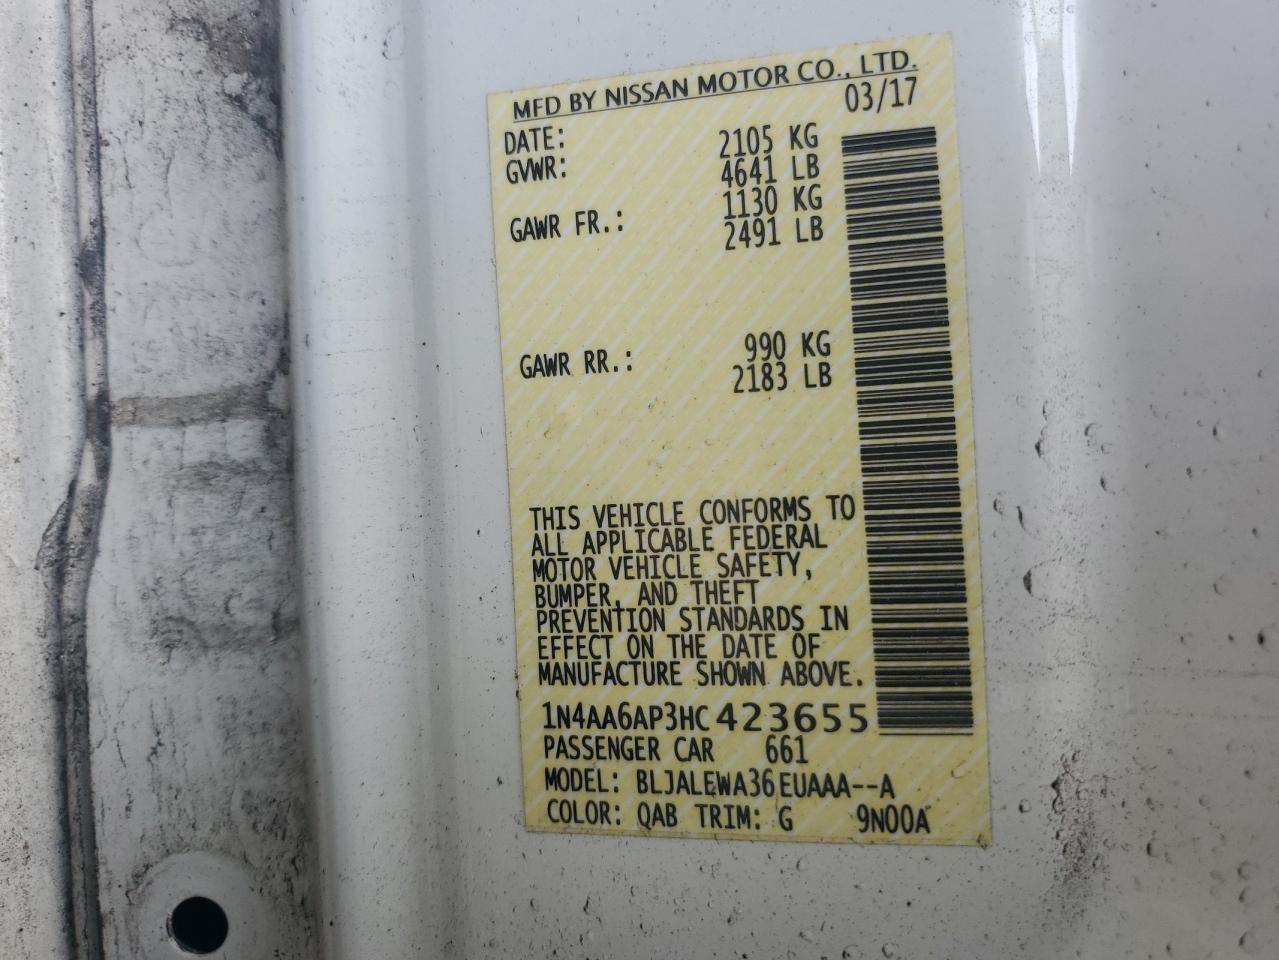 MFD BY NISSAN MOTOR CO., LTD.
DATE: 03/17
GVWR: 2105 KG
4641 LB
GAWR FR.: 1130 KG
2491 LB
GAWR RR.: 990 KG
2183 LB
THIS VEHICLE CONFORMS TO
ALL APPLICABLE FEDERAL
MOTOR VEHICLE SAFETY,
BUMPER, AND THEFT
PREVENTION STANDARDS IN
EFFECT ON THE DATE OF
MANUFACTURE SHOWN ABOVE.
1N4AA6AP3HC423655
PASSENGER CAR 661
MODEL: BLJALEWA36EUAAA--A
COLOR: QAB TRIM: G 9N00A